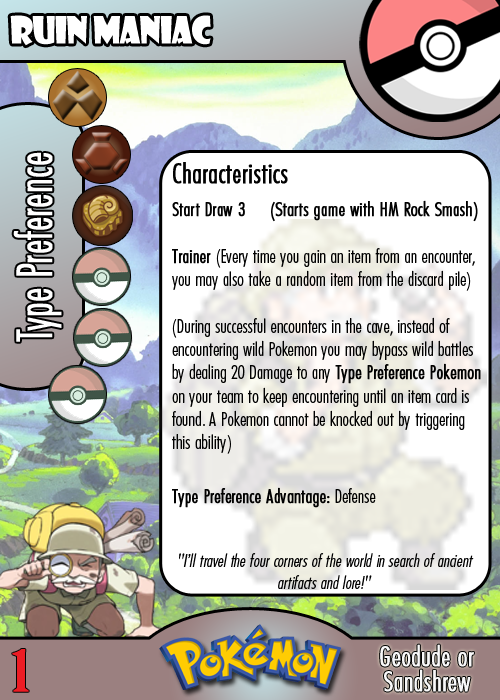 RUIN MANIAC
Type Preference
Characteristics
Start Draw 3 (Starts game with HM Rock Smash)
Trainer (Every time you gain an item from an encounter,
you may also take a random item from the discard pile)
(During successful encounters in the cave, instead of
encountering wild Pokemon you may bypass wild battles
by dealing 20 Damage to any Type Preference Pokemon
on your team to keep encountering until an item card is
found. A Pokemon cannot be knocked out by triggering
this ability)
Type Preference Advantage: Defense
"I'll travel the four corners of the world in search of ancient
artifacts and lore!"
1
POKéMON
Geodude or
Sandshrew